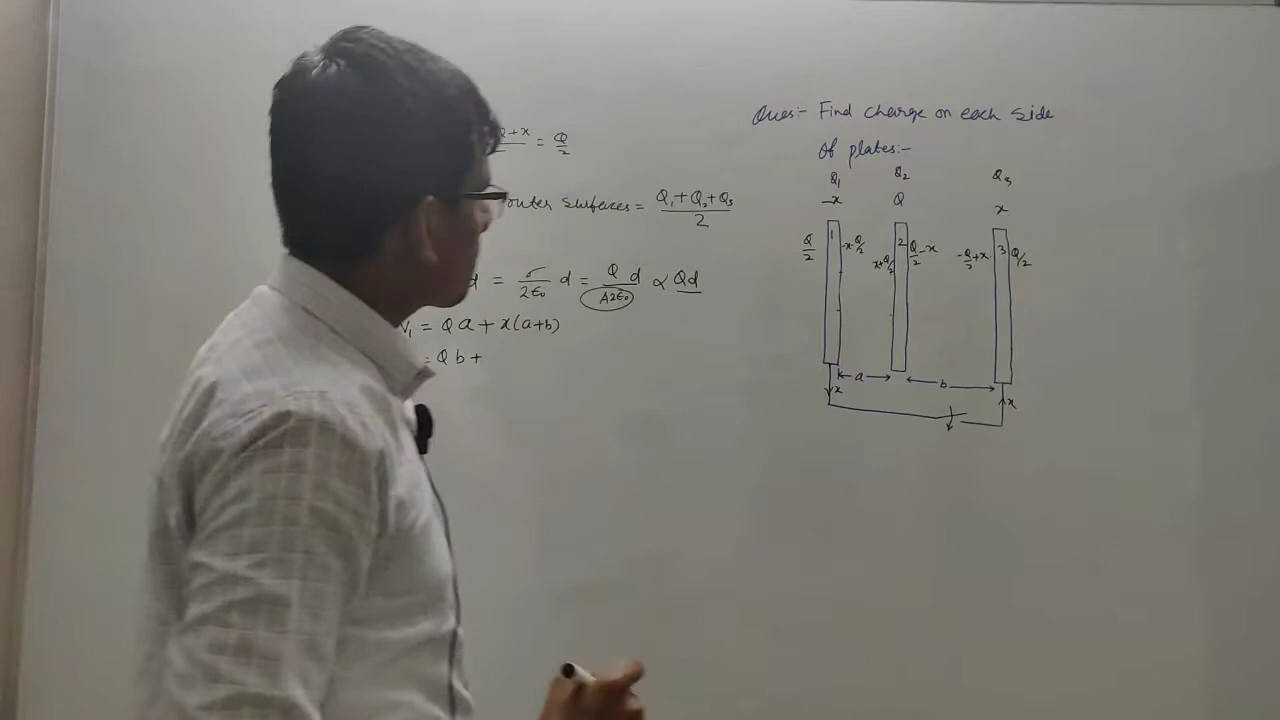 Q+x = Q/2
outer surfaces = Q₁+Q₂+Q₃ / 2
d = σ/2ε₀ d = Q d / A2ε₀ ∝ Qd
V₁ = Qa + x(a+b)
= Qb +
Ques:- Find charge on each side
of plates:-
Q₁ Q₂ Q₃
-x Q x
Q/2 1 -x-Q/2 x+Q/2 2 Q/2-x -Q/2+x 3 Q/2
a b
x x